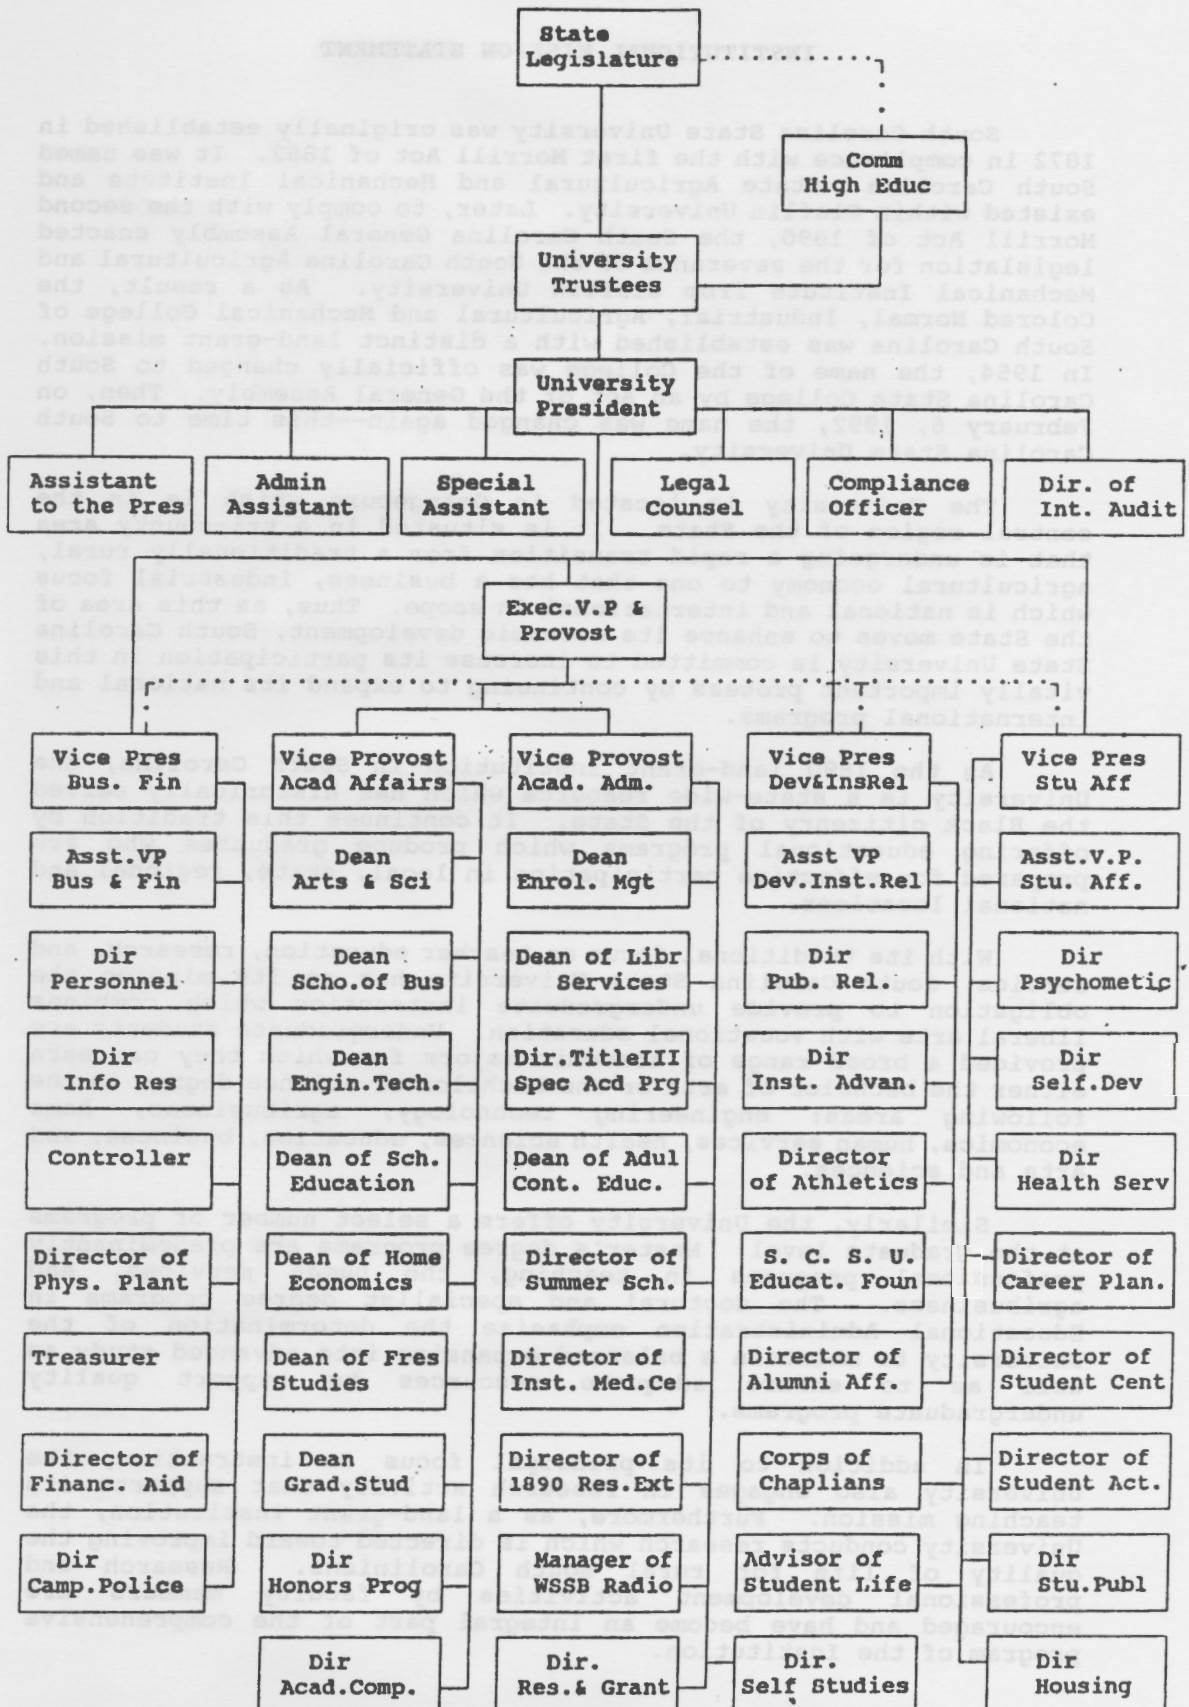 State
Legislature
Comm
High Educ
University
Trustees
University
President
Assistant
to the Pres
Admin
Assistant
Special
Assistant
Legal
Counsel
Compliance
Officer
Dir. of
Int. Audit
Exec.V.P &
Provost
Vice Pres
Bus & Fin
Vice Provost
Acad Affairs
Vice Provost
Acad. Adm
Vice Pres
Dev&InstRel
Vice Pres
Stu Aff
Asst.VP
Bus & Fin
Dean
Arts & Sci
Dean
Enrol. Mgt
Asst VP
Dev.Inst.Rel
Asst.V.P.
Stu. Aff.
Dir
Personnel
Dean
Scho.of Bus
Dean of Libr
Services
Dir
Pub. Rel.
Dir
Psychometic
Dir
Info Res
Dean
Engin.Tech.
Dir.TitleIII
Spec Acd Prg
Dir
Inst. Advan.
Dir
Self.Dev
Controller
Dean of Sch.
Education
Dean of Adul
Cont. Educ.
Director
of Athletics
Dir
Health Serv
Director of
Phys. Plant
Dean of Home
Economics
Direc of
Summer Sch.
Dir S.C.S.U.
Educat. Foun
Director of
Career Plan.
Treasurer
Dean of Fres
Studies
Director of
Inst. Med.Ce
Director of
Alumni Aff.
Director of
Student Cent
Director of
Financ. Aid
Dean
Grad.Stud
Director of
1890 Res.Ext
Corps of
Chaplians
Director of
Student Act.
Dir
Camp.Police
Dir
Honors Prog
Manager of
WSSB Radio
Advisor of
Student Life
Dir
Stu.Publ
Dir
Acad.Comp.
Dir.
Res.& Grant
Dir.
Self Studies
Dir
Housing